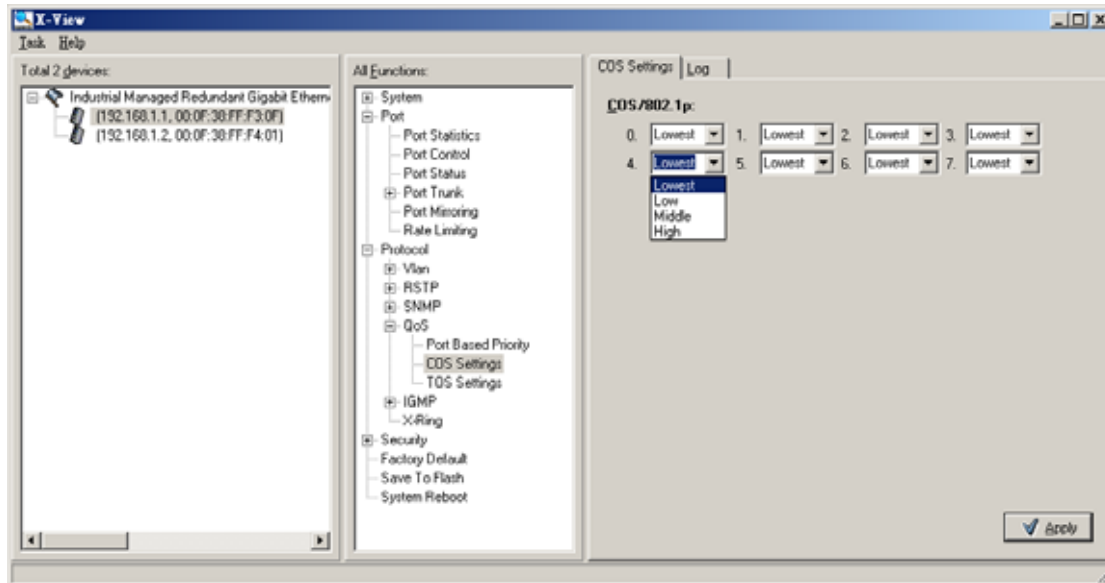 X-View
Task Help
Total 2 devices:
Industrial Managed Redundant Gigabit Ethern
(192.168.1.1, 00:0F:38:FF:F3:0F)
(192.168.1.2, 00:0F:38:FF:F4:01)
All Functions:
System
Port
Port Statistics
Port Control
Port Status
Port Trunk
Port Mirroring
Rate Limiting
Protocol
Vlan
RSTP
SNMP
QoS
Port Based Priority
COS Settings
TOS Settings
IGMP
X-Ring
Security
Factory Default
Save To Flash
System Reboot
COS Settings Log
COS/802.1p:
0. Lowest 1. Lowest 2. Lowest 3. Lowest
4. Lowest 5. Lowest 6. Lowest 7. Lowest
Lowest
Low
Middle
High
Apply